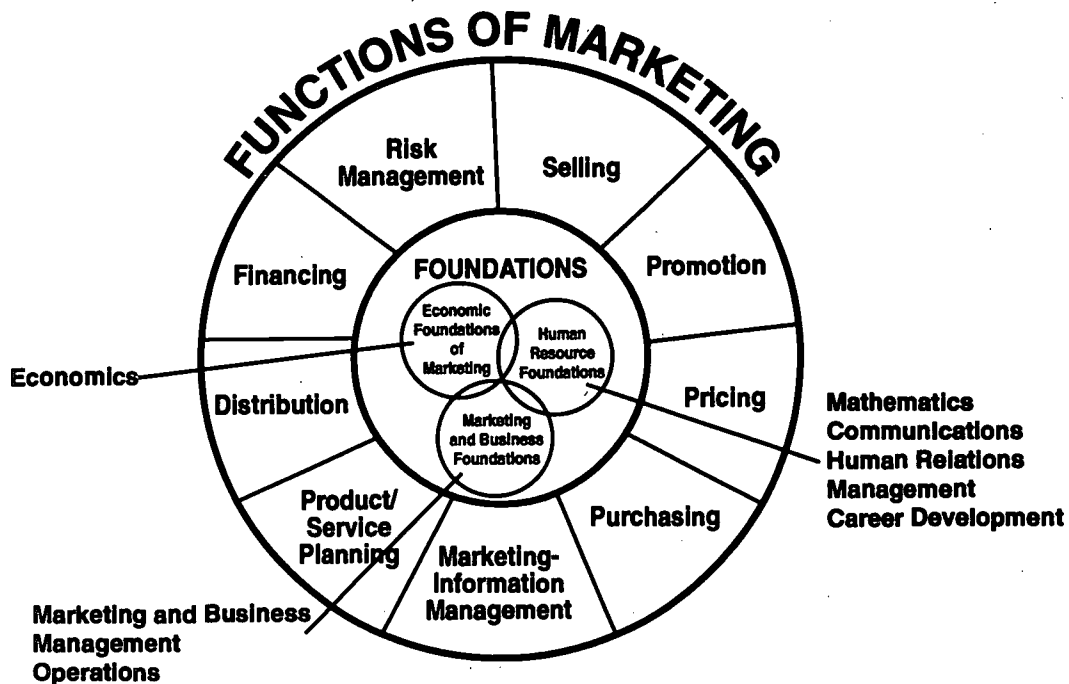 FUNCTIONS OF MARKETING
Risk
Management
Selling
Promotion
Pricing
Purchasing
Marketing-
Information
Management
Product/
Service
Planning
Distribution
Financing
FOUNDATIONS
Economic
Foundations
of
Marketing
Human
Resource
Foundations
Marketing
and Business
Foundations
Economics
Mathematics
Communications
Human Relations
Management
Career Development
Marketing and Business
Management
Operations